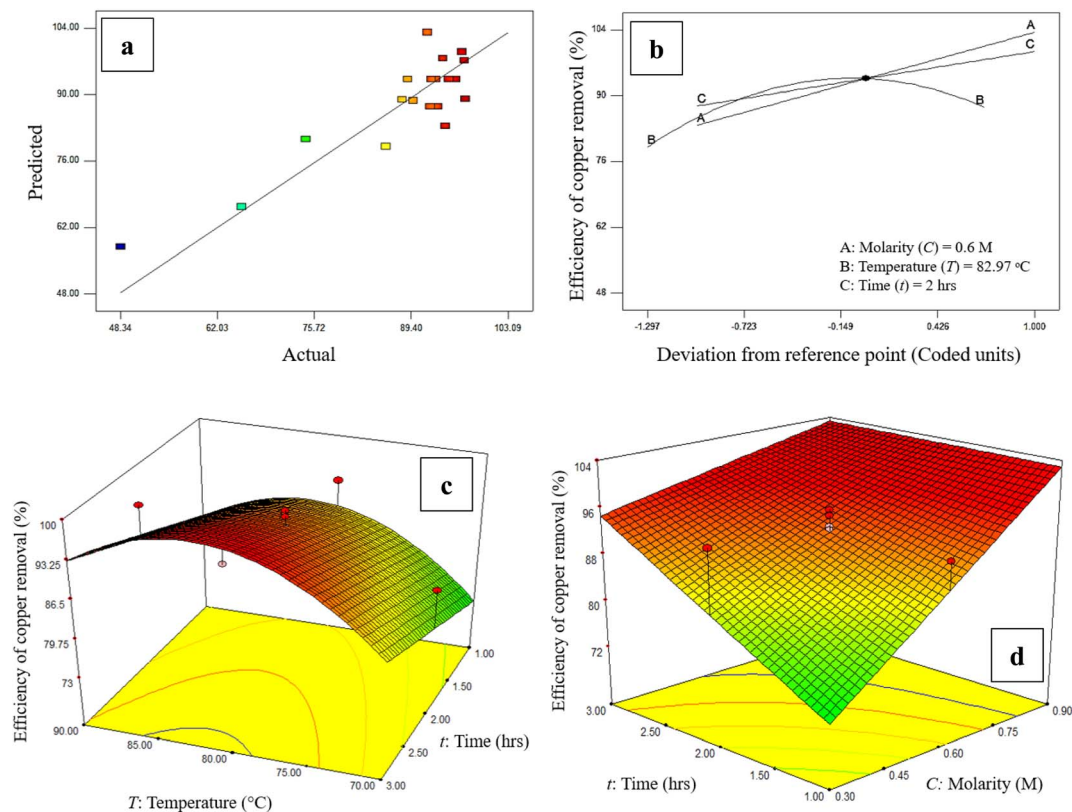 a
104.00
90.00
76.00
62.00
48.00
Predicted
48.34
62.03
75.72
89.40
103.09
Actual
b
104
90
76
62
48
Efficiency of copper removal (%)
A
C
C
A
B
B
A: Molarity (C) = 0.6 M
B: Temperature (T) = 82.97 °C
C: Time (t) = 2 hrs
-1.297
-0.723
-0.149
0.426
1.000
Deviation from reference point (Coded units)
c
100
93.25
86.5
79.75
73
Efficiency of copper removal (%)
90.00
85.00
80.00
75.00
70.00
3.00
2.50
2.00
1.50
1.00
t: Time (hrs)
T: Temperature (°C)
d
104
96
88
80
72
Efficiency of copper removal (%)
3.00
2.50
2.00
1.50
1.00
0.30
0.45
0.60
0.75
0.90
t: Time (hrs)
C: Molarity (M)